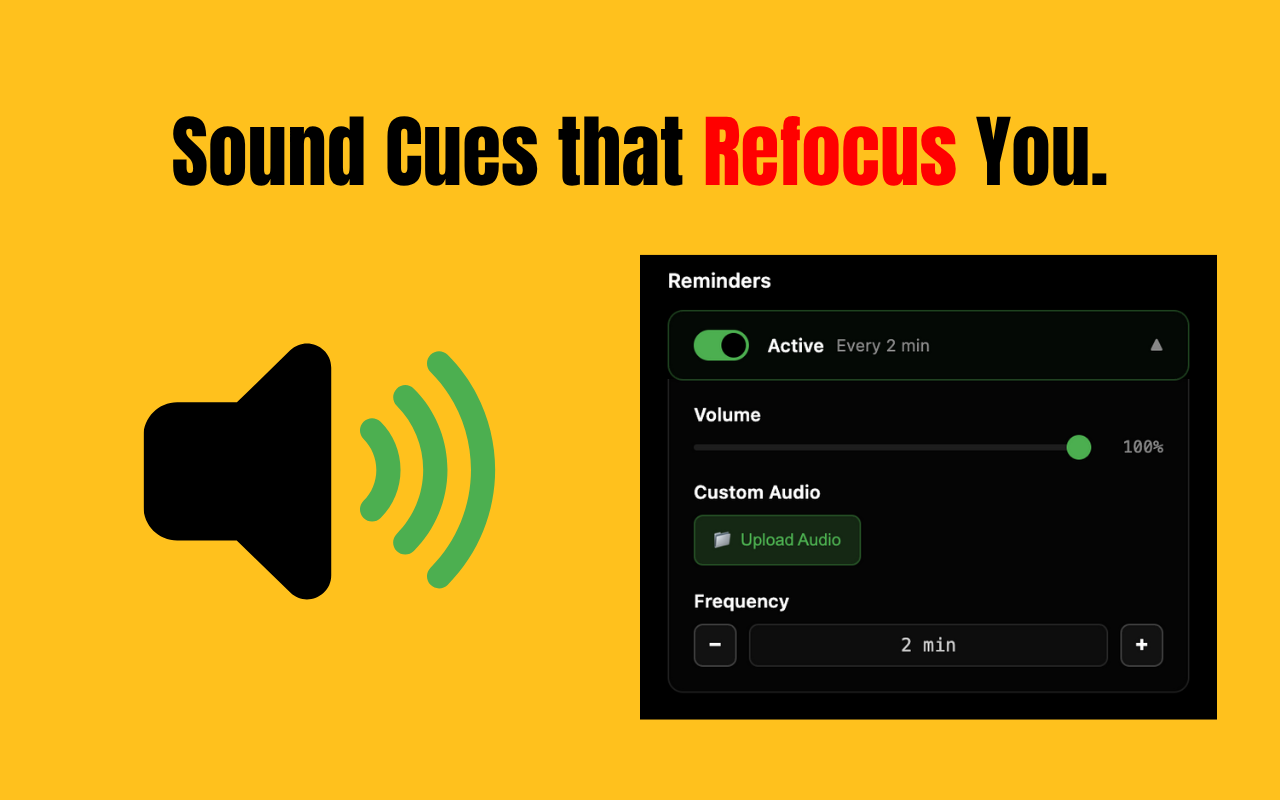 Sound Cues that Refocus You.
Reminders
Active Every 2 min
Volume
100%
Custom Audio
Upload Audio
Frequency
− 2 min +